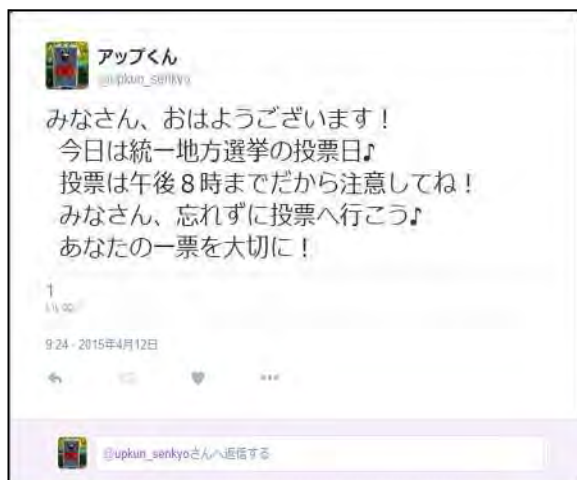 アップくん
@upkun_senkyo
みなさん、おはようございます！
今日は統一地方選挙の投票日♪
投票は午後８時までだから注意してね！
みなさん、忘れずに投票へ行こう♪
あなたの一票を大切に！
1
いいね
9:24 - 2015年4月12日
@upkun_senkyoさんへ返信する